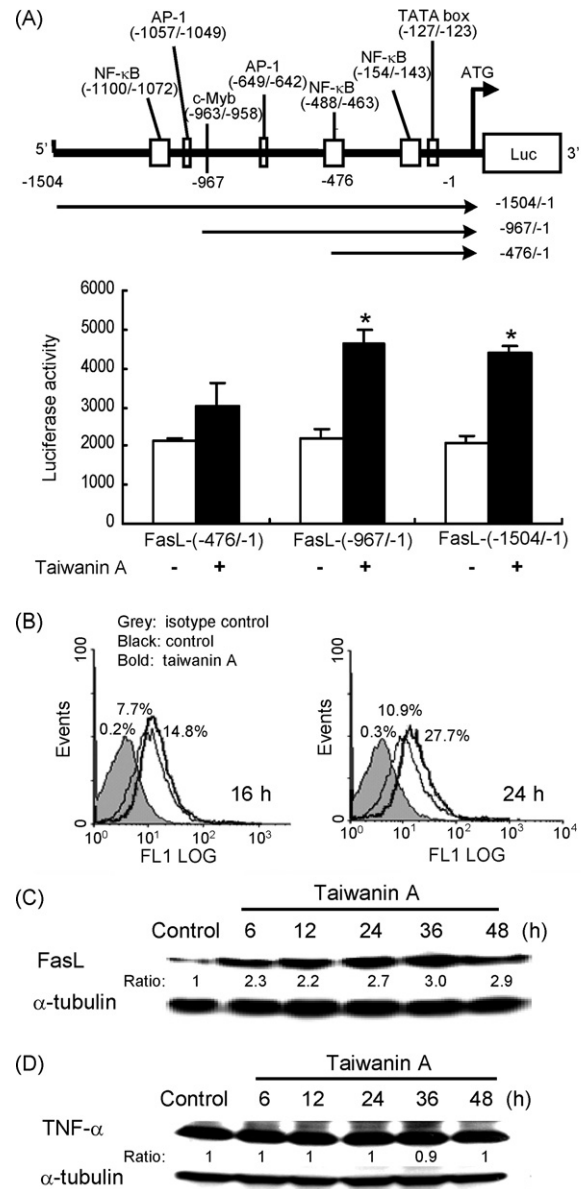 (A)
AP-1
(-1057/-1049)
TATA box
(-127/-123)
NF-κB
(-1100/-1072)
AP-1
(-649/-642)
NF-κB
(-154/-143)
ATG
c-Myb
(-963/-958)
NF-κB
(-488/-463)
5'
Luc
3'
-1504
-967
-476
-1
-1504/-1
-967/-1
-476/-1
Luciferase activity
6000
5000
4000
3000
2000
1000
0
*
*
FasL-(-476/-1)
FasL-(-967/-1)
FasL-(-1504/-1)
Taiwanin A - + - + - +
(B)
Grey: isotype control
Black: control
Bold: taiwanin A
100
Events
0
7.7%
0.2%
14.8%
16 h
10⁰ 10¹ 10² 10³
FL1 LOG
100
Events
0
10.9%
0.3%
27.7%
24 h
10⁰ 10¹ 10² 10³ 10⁴
FL1 LOG
(C)
Taiwanin A
Control 6 12 24 36 48 (h)
FasL
Ratio: 1 2.3 2.2 2.7 3.0 2.9
α-tubulin
(D)
Taiwanin A
Control 6 12 24 36 48 (h)
TNF-α
Ratio: 1 1 1 1 0.9 1
α-tubulin